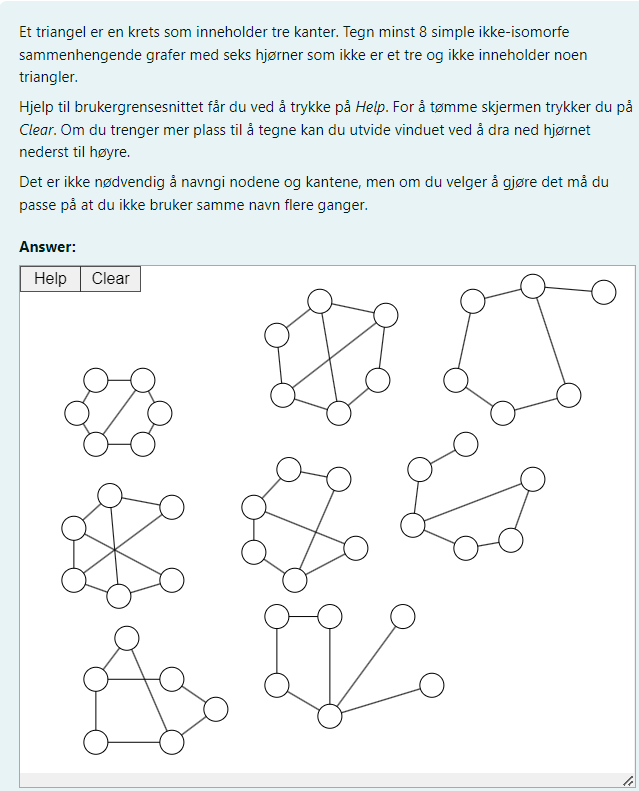 Et triangel er en krets som inneholder tre kanter. Tegn minst 8 simple ikke-isomorfe
sammenhengende grafer med seks hjørner som ikke er et tre og ikke inneholder noen
triangler.
Hjelp til brukergrensesnittet får du ved å trykke på Help. For å tømme skjermen trykker du på
Clear. Om du trenger mer plass til å tegne kan du utvide vinduet ved å dra ned hjørnet
nederst til høyre.
Det er ikke nødvendig å navngi nodene og kantene, men om du velger å gjøre det må du
passe på at du ikke bruker samme navn flere ganger.
Answer:
Help Clear